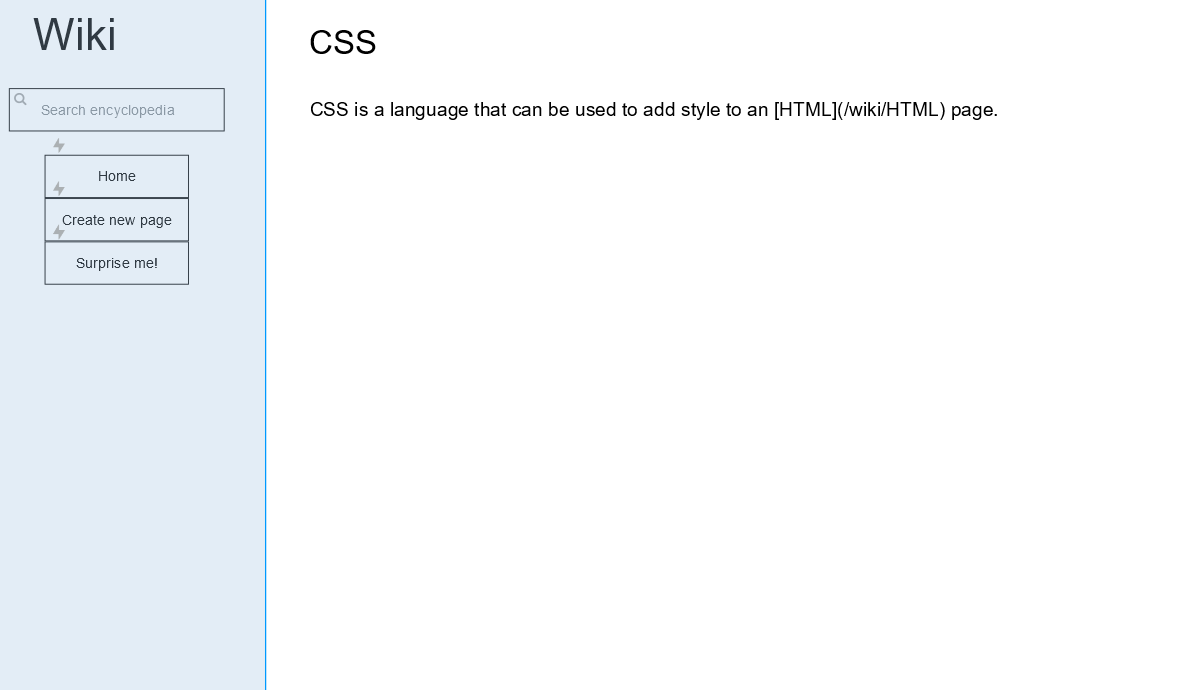 Wiki
Search encyclopedia
Home
Create new page
Surprise me!
CSS
CSS is a language that can be used to add style to an [HTML](/wiki/HTML) page.